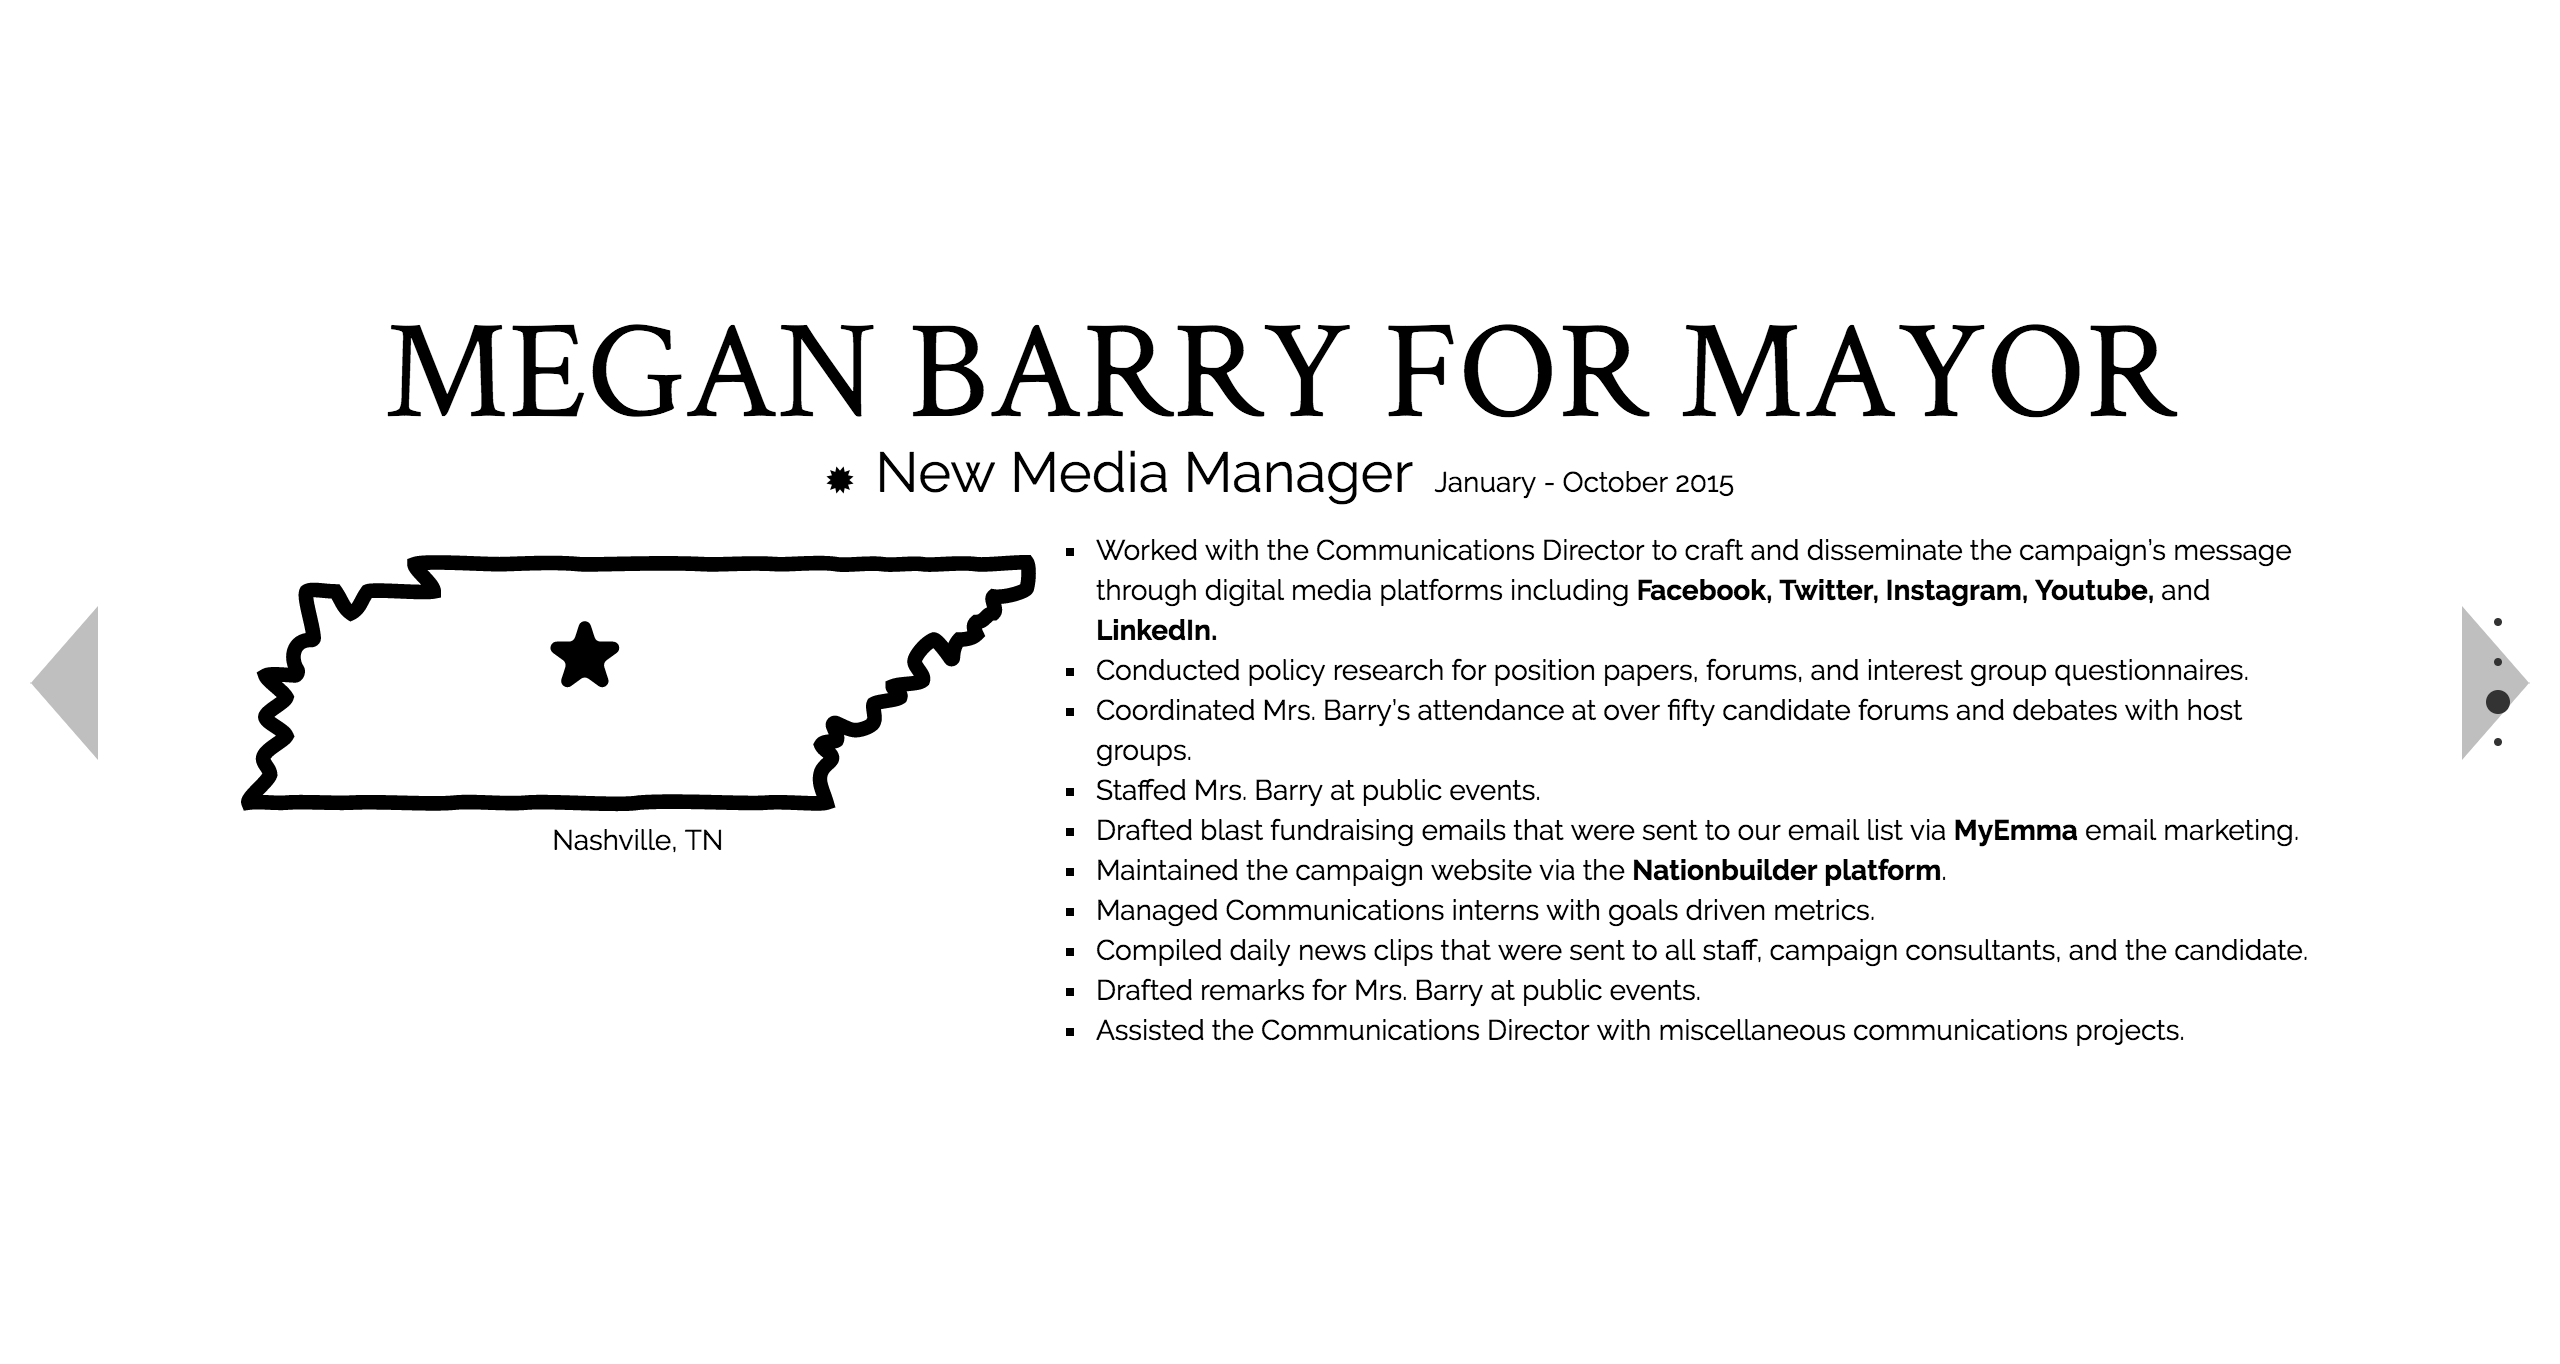 MEGAN BARRY FOR MAYOR
New Media Manager January - October 2015
Nashville, TN
Worked with the Communications Director to craft and disseminate the campaign's message
through digital media platforms including Facebook, Twitter, Instagram, Youtube, and
LinkedIn.
Conducted policy research for position papers, forums, and interest group questionnaires.
Coordinated Mrs. Barry's attendance at over fifty candidate forums and debates with host
groups.
Staffed Mrs. Barry at public events.
Drafted blast fundraising emails that were sent to our email list via MyEmma email marketing.
Maintained the campaign website via the Nationbuilder platform.
Managed Communications interns with goals driven metrics.
Compiled daily news clips that were sent to all staff, campaign consultants, and the candidate.
Drafted remarks for Mrs. Barry at public events.
Assisted the Communications Director with miscellaneous communications projects.